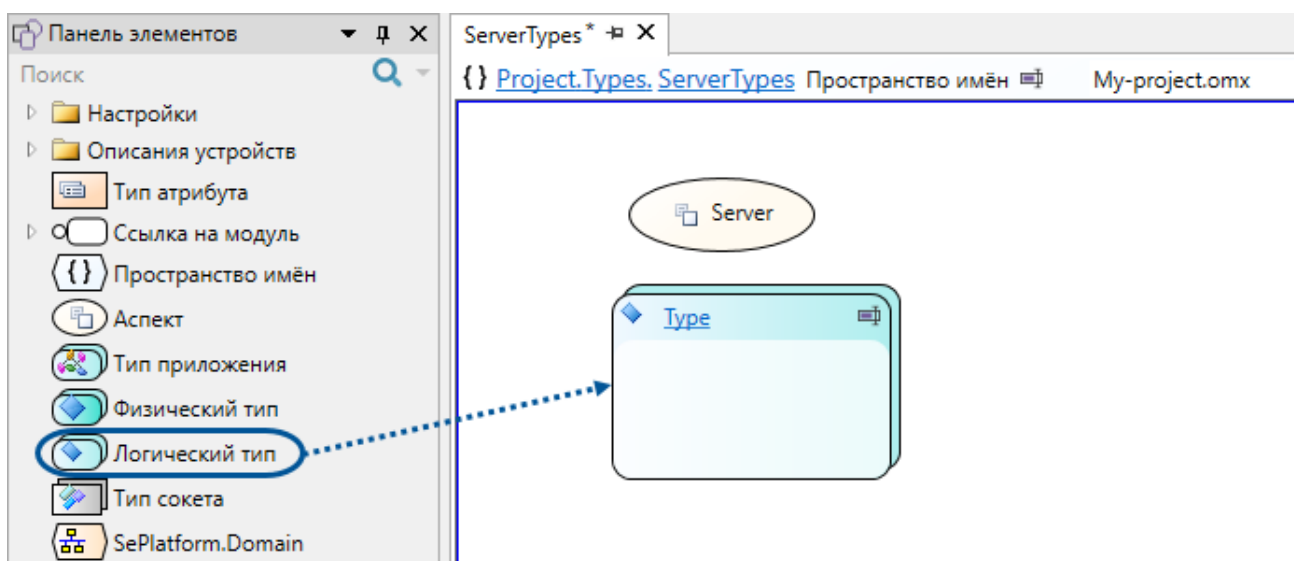 Панель элементов
Поиск
Настройки
Описания устройств
Тип атрибута
Ссылка на модуль
{ } Пространство имён
Аспект
Тип приложения
Физический тип
Логический тип
Тип сокета
SePlatform.Domain
ServerTypes*
{ } Project.Types. ServerTypes Пространство имён My-project.omx
Server
Type